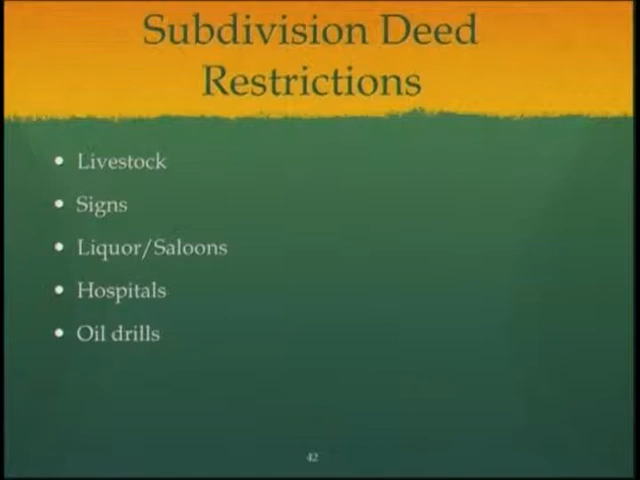 Subdivision Deed
Restrictions
• Livestock
• Signs
• Liquor/Saloons
• Hospitals
• Oil drills
42